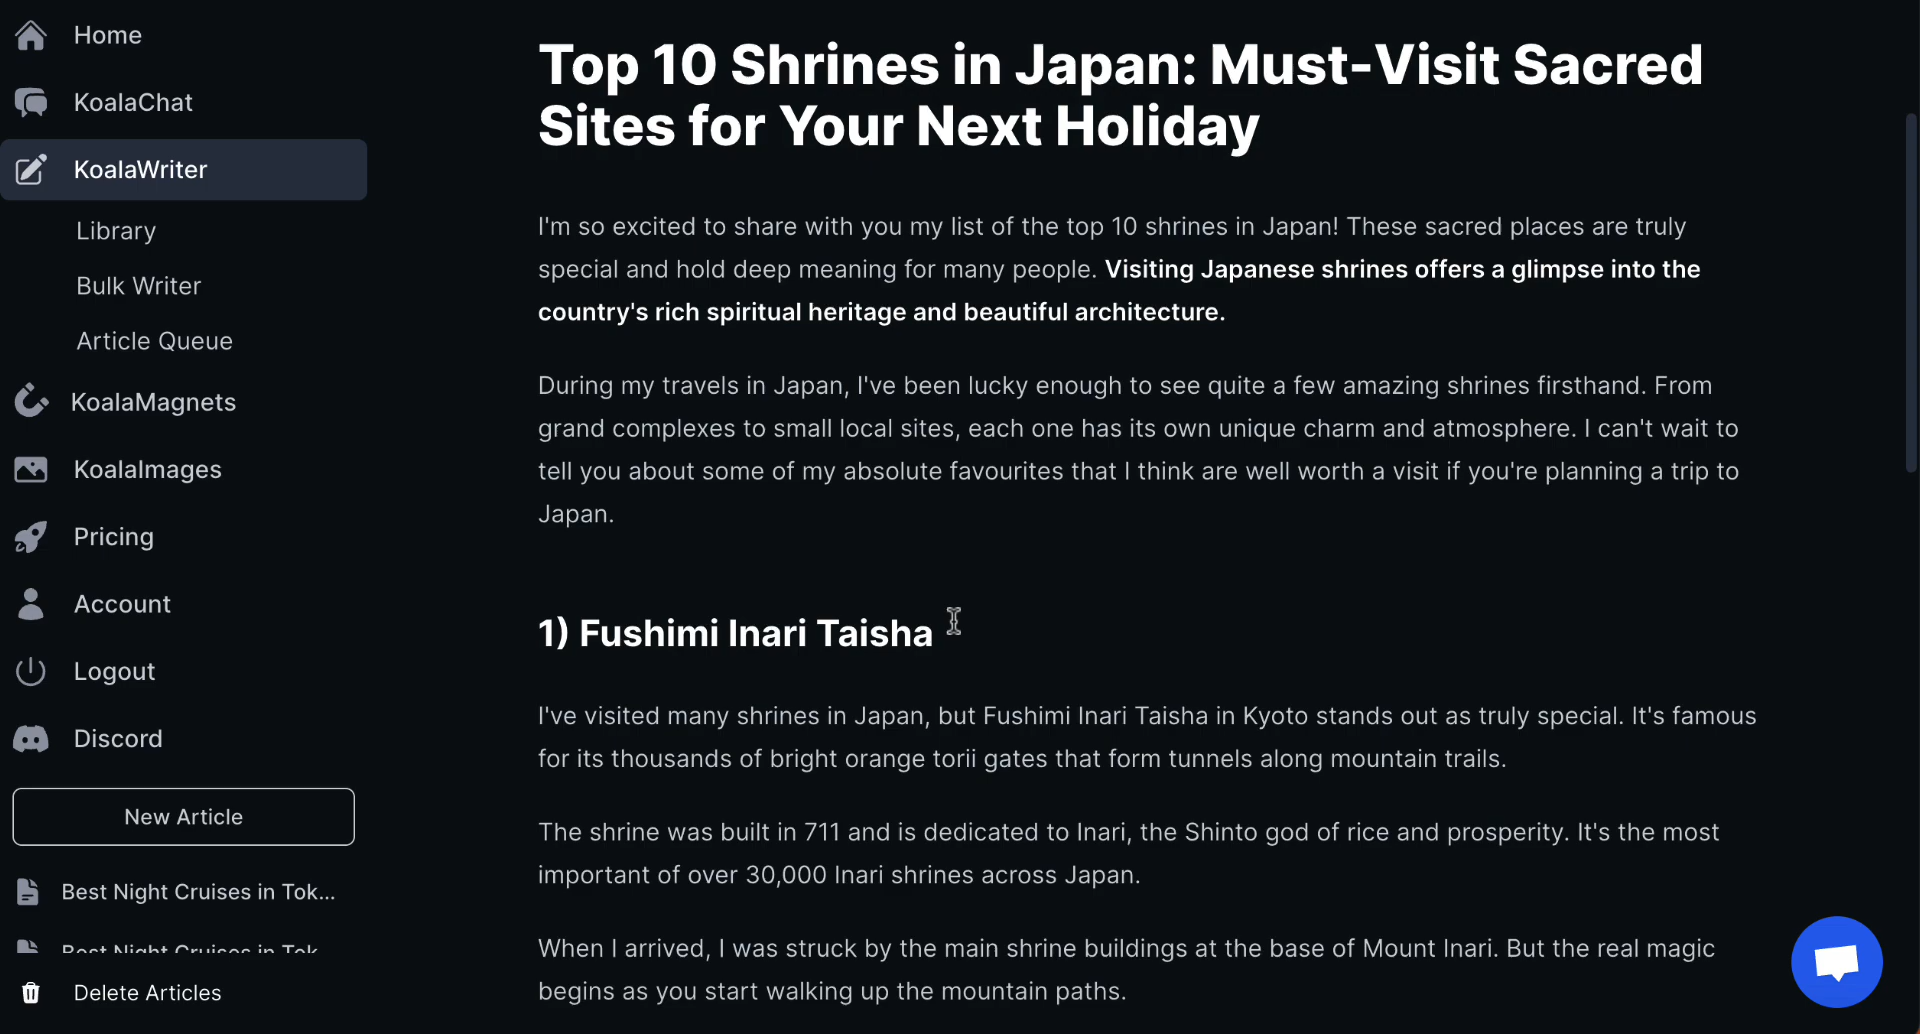 Home
KoalaChat
KoalaWriter
Library
Bulk Writer
Article Queue
KoalaMagnets
KoalaImages
Pricing
Account
Logout
Discord
New Article
Best Night Cruises in Tok...
Best Night Cruises in Tok
Delete Articles
Top 10 Shrines in Japan: Must-Visit Sacred
Sites for Your Next Holiday
I'm so excited to share with you my list of the top 10 shrines in Japan! These sacred places are truly
special and hold deep meaning for many people. Visiting Japanese shrines offers a glimpse into the
country's rich spiritual heritage and beautiful architecture.
During my travels in Japan, I've been lucky enough to see quite a few amazing shrines firsthand. From
grand complexes to small local sites, each one has its own unique charm and atmosphere. I can't wait to
tell you about some of my absolute favourites that I think are well worth a visit if you're planning a trip to
Japan.
1) Fushimi Inari Taisha
I've visited many shrines in Japan, but Fushimi Inari Taisha in Kyoto stands out as truly special. It's famous
for its thousands of bright orange torii gates that form tunnels along mountain trails.
The shrine was built in 711 and is dedicated to Inari, the Shinto god of rice and prosperity. It's the most
important of over 30,000 Inari shrines across Japan.
When I arrived, I was struck by the main shrine buildings at the base of Mount Inari. But the real magic
begins as you start walking up the mountain paths.